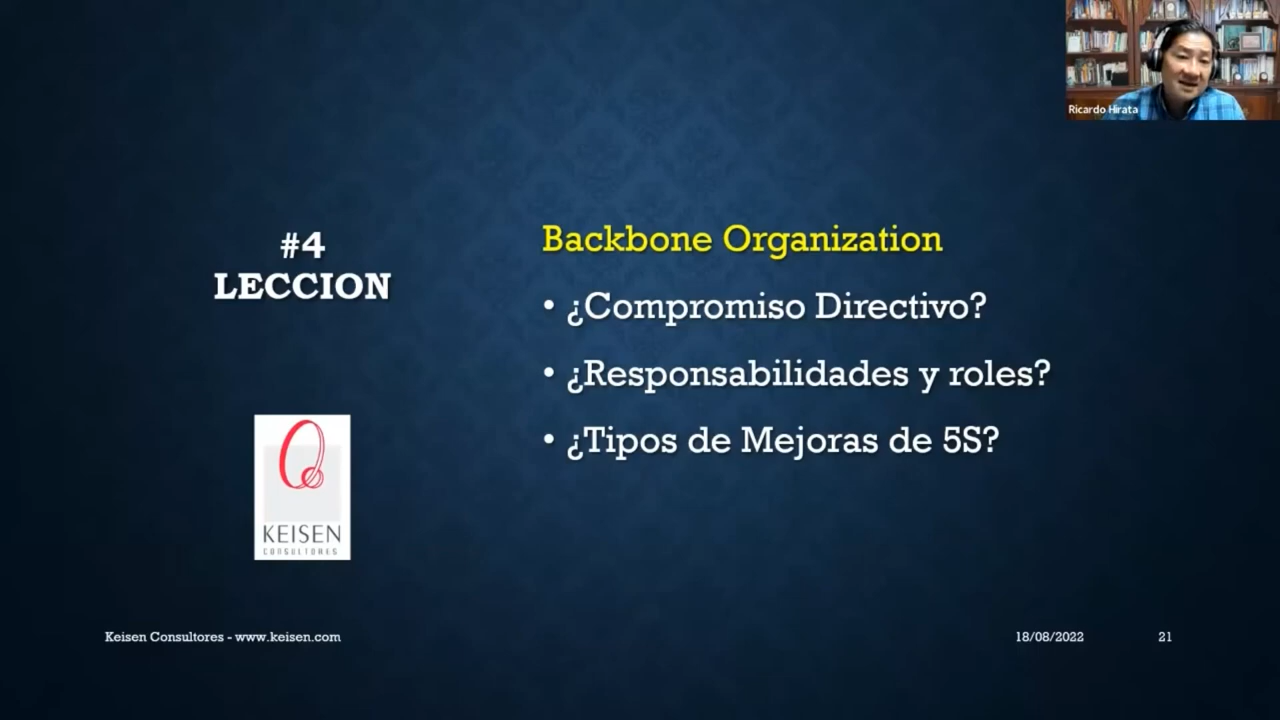 Ricardo Hirata
#4
LECCION
Backbone Organization
• ¿Compromiso Directivo?
• ¿Responsabilidades y roles?
• ¿Tipos de Mejoras de 5S?
KEISEN
CONSULTORES
Keisen Consultores - www.keisen.com
18/08/2022
21